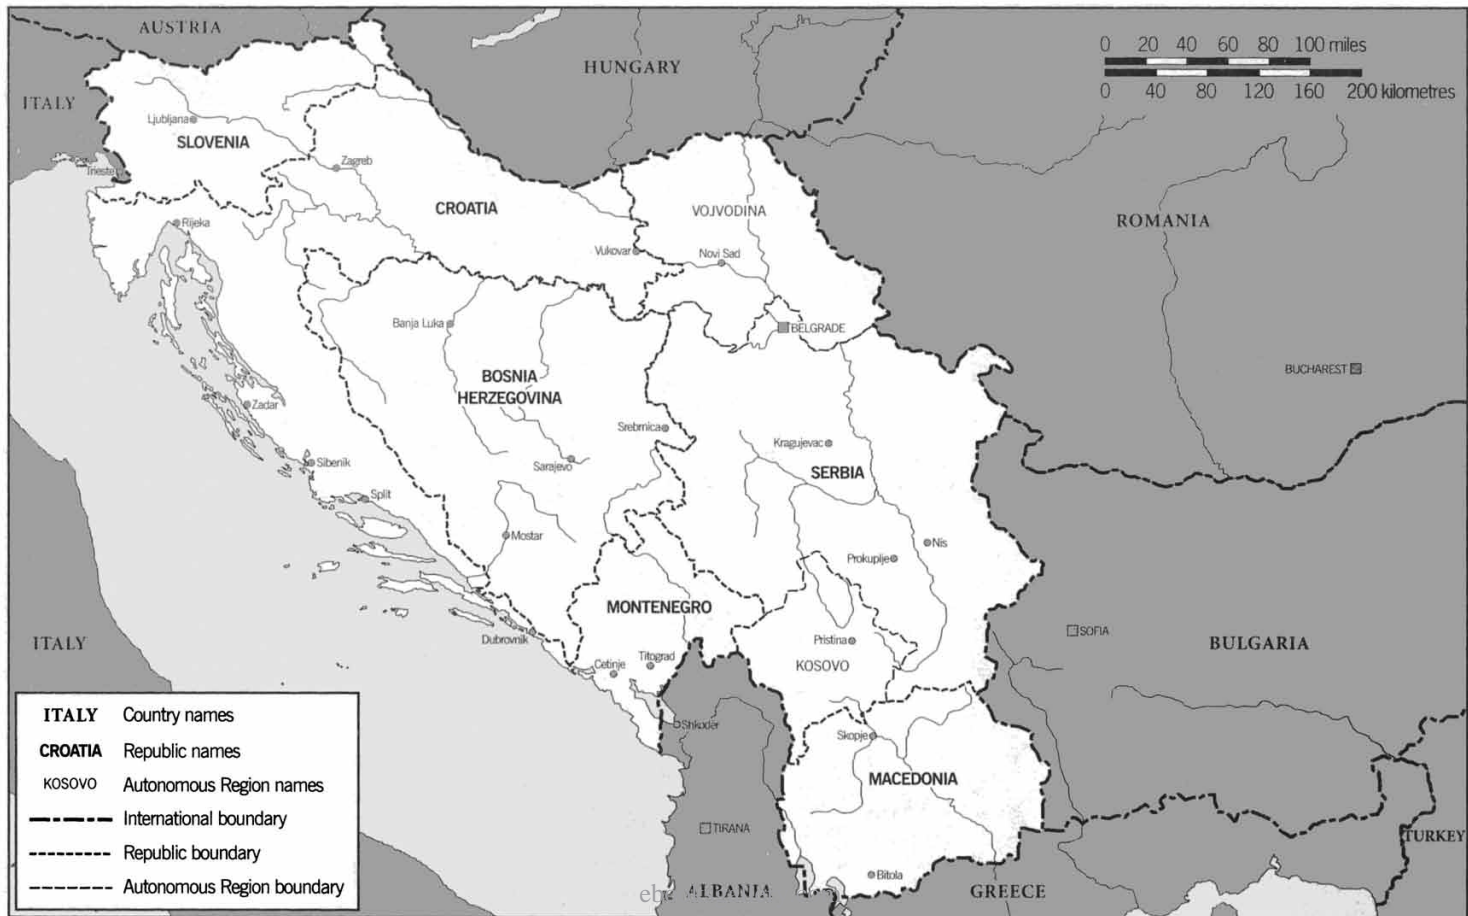 AUSTRIA
HUNGARY
ITALY
0 20 40 60 80 100 miles
0 40 80 120 160 200 kilometres
Ljubljana
SLOVENIA
Zagreb
Trieste
CROATIA
VOJVODINA
ROMANIA
Rijeka
Vukovar
Novi Sad
Banja Luka
BELGRADE
BUCHAREST
BOSNIA
HERZEGOVINA
Zadar
Srebrnica
Kragujevac
Sarajevo
SERBIA
Sibenik
Split
Mostar
Nis
Prokuplje
MONTENEGRO
SOFIA
ITALY
Dubrovnik
Pristina
BULGARIA
Cetinje
Titograd
KOSOVO
Shkoder
Skopje
MACEDONIA
TIRANA
TURKEY
Bitola
ALBANIA
GREECE
ITALY Country names
CROATIA Republic names
KOSOVO Autonomous Region names
International boundary
Republic boundary
Autonomous Region boundary